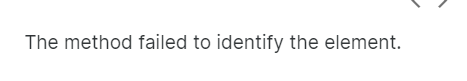 The method failed to identify the element.